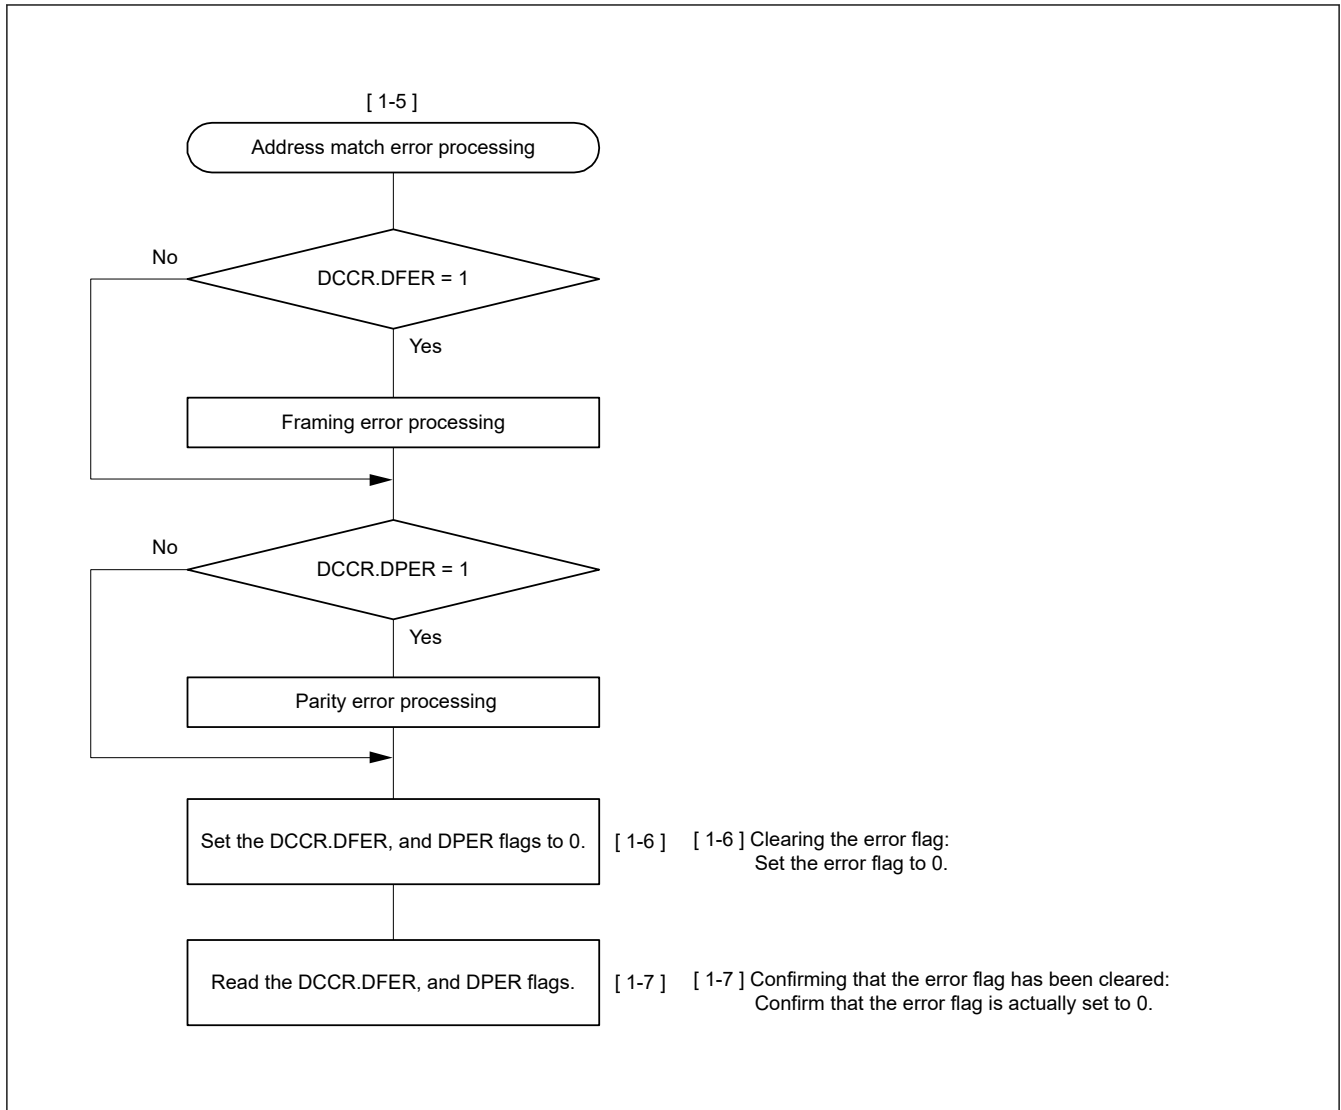 [ 1-5 ]
Address match error processing
No
DCCR.DFER = 1
Yes
Framing error processing
No
DCCR.DPER = 1
Yes
Parity error processing
Set the DCCR.DFER, and DPER flags to 0.
[ 1-6 ]
[ 1-6 ] Clearing the error flag:
Set the error flag to 0.
Read the DCCR.DFER, and DPER flags.
[ 1-7 ]
[ 1-7 ] Confirming that the error flag has been cleared:
Confirm that the error flag is actually set to 0.